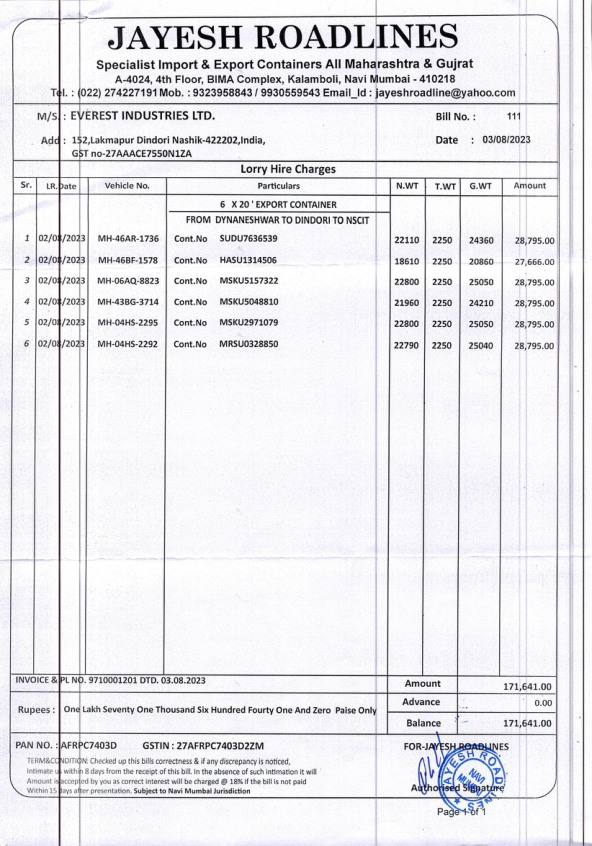 JAYESH ROADLINES
Specialist Import & Export Containers All Maharashtra & Gujrat
A-4024, 4th Floor, BIMA Complex, Kalamboli, Navi Mumbai - 410218
Tel. : (022) 274227191 Mob. : 9323958843 / 9930559543 Email_Id : jayeshroadline@yahoo.com
M/S. : EVEREST INDUSTRIES LTD. Bill No. : 111
Add : 152,Lakmapur Dindori Nashik-422202,India, Date : 03/08/2023
GST no-27AAACE7550N1ZA
Lorry Hire Charges
Sr. LR.Date Vehicle No. Particulars N.WT T.WT G.WT Amount
6 X 20 ' EXPORT CONTAINER
FROM DYNANESHWAR TO DINDORI TO NSCIT
1 02/08/2023 MH-46AR-1736 Cont.No SUDU7636539 22110 2250 24360 28,795.00
2 02/08/2023 MH-46BF-1578 Cont.No HASU1314506 18610 2250 20860 27,666.00
3 02/08/2023 MH-06AQ-8823 Cont.No MSKU5157322 22800 2250 25050 28,795.00
4 02/08/2023 MH-43BG-3714 Cont.No MSKU5048810 21960 2250 24210 28,795.00
5 02/08/2023 MH-04HS-2295 Cont.No MSKU2971079 22800 2250 25050 28,795.00
6 02/08/2023 MH-04HS-2292 Cont.No MRSU0328850 22790 2250 25040 28,795.00
INVOICE & PL NO. 9710001201 DTD. 03.08.2023
Amount 171,641.00
Advance 0.00
Rupees : One Lakh Seventy One Thousand Six Hundred Fourty One And Zero Paise Only
Balance 171,641.00
PAN NO. : AFRPC7403D GSTIN : 27AFRPC7403D2ZM FOR-JAYESH ROADLINES
TERM&CONDITION: Checked up this bills correctness & if any discrepancy is noticed,
Intimate us within 8 days from the receipt of this bill. In the absence of such intimation it will
Amount is accepted by you as correct interest will be charged @ 18% if the bill is not paid
Within 15 days after presentation. Subject to Navi Mumbai Jurisdiction
JAYESH ROADLINES
NAVI
MUMBAI
Authorised Signature
Page 1 of 1